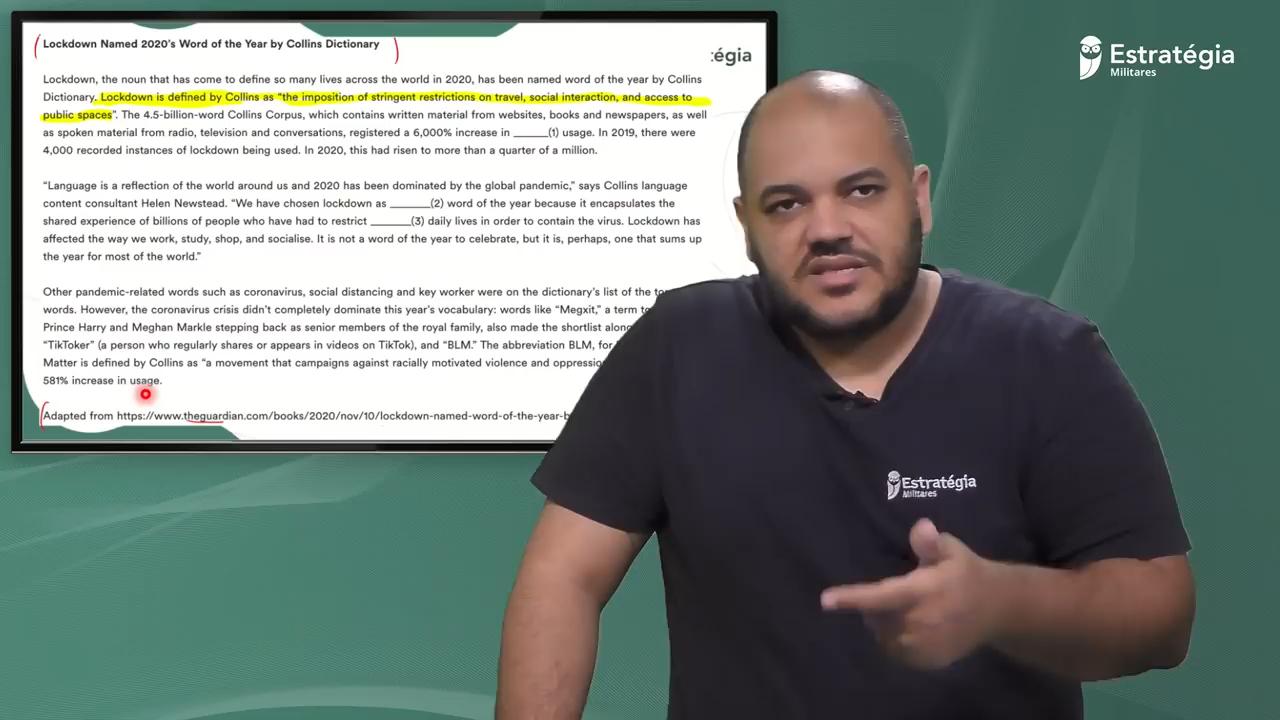 Lockdown Named 2020's Word of the Year by Collins Dictionary
:égia
Lockdown, the noun that has come to define so many lives across the world in 2020, has been named word of the year by Collins
Dictionary. Lockdown is defined by Collins as “the imposition of stringent restrictions on travel, social interaction, and access to
public spaces”. The 4.5-billion-word Collins Corpus, which contains written material from websites, books and newspapers, as well
as spoken material from radio, television and conversations, registered a 6,000% increase in ______(1) usage. In 2019, there were
4,000 recorded instances of lockdown being used. In 2020, this had risen to more than a quarter of a million.
“Language is a reflection of the world around us and 2020 has been dominated by the global pandemic,” says Collins language
content consultant Helen Newstead. “We have chosen lockdown as _______(2) word of the year because it encapsulates the
shared experience of billions of people who have had to restrict _______(3) daily lives in order to contain the virus. Lockdown has
affected the way we work, study, shop, and socialise. It is not a word of the year to celebrate, but it is, perhaps, one that sums up
the year for most of the world.”
Other pandemic-related words such as coronavirus, social distancing and key worker were on the dictionary's list of the
words. However, the coronavirus crisis didn't completely dominate this year's vocabulary: words like “Megxit,” a term
Prince Harry and Meghan Markle stepping back as senior members of the royal family, also made the shortlist
“TikToker” (a person who regularly shares or appears in videos on TikTok), and “BLM.” The abbreviation BLM, for
Matter is defined by Collins as “a movement that campaigns against racially motivated violence and
581% increase in usage.
Adapted from https://www.theguardian.com/books/2020/nov/10/lockdown-named-word-of-the-year-b
Estratégia
Militares
Estratégia
Militares